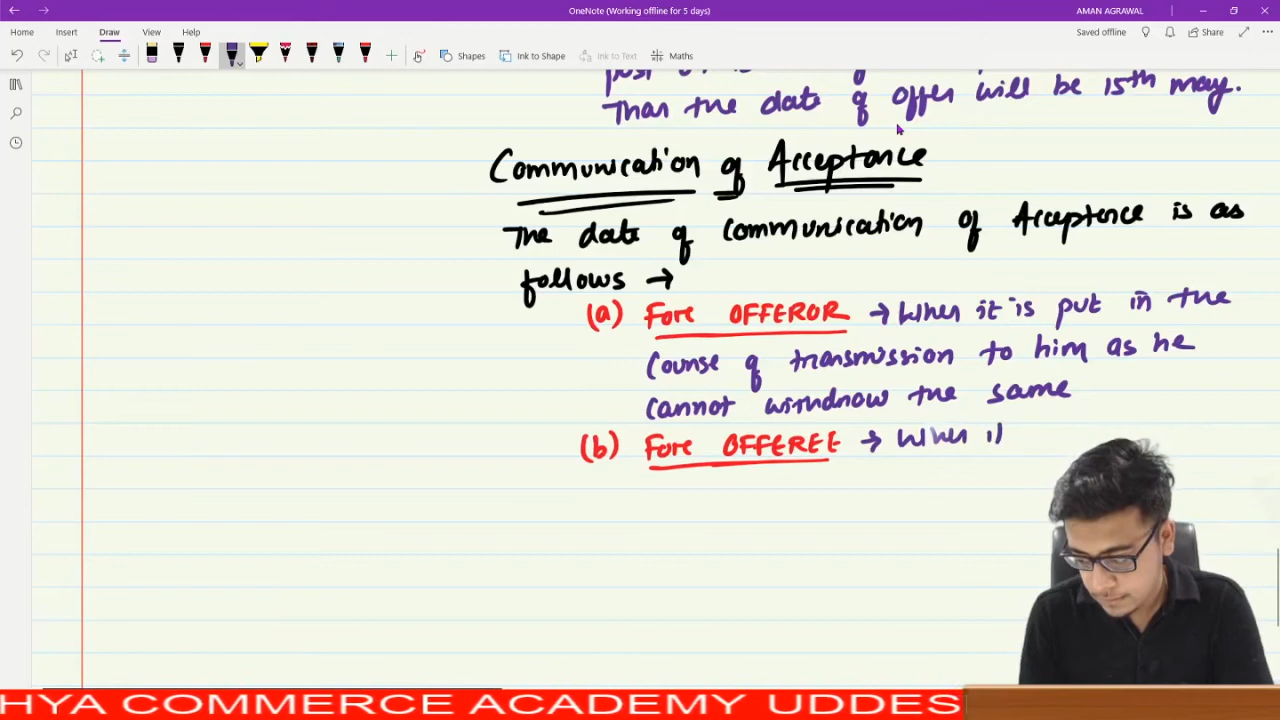 OneNote (Working offline for 5 days)
AMAN AGRAWAL
Home Insert Draw View Help
Saved offline
Share
Shapes
Ink to Shape
Ink to Text
Maths
Than the date of offer will be 15th may.
Communication of Acceptance
The date of communication of Acceptance is as
follows →
(a) Fore OFFEROR → When it is put in the
Course of transmission to him as he
cannot withdraw the same
(b) Fore OFFEREE → When
HYA COMMERCE ACADEMY UDDES